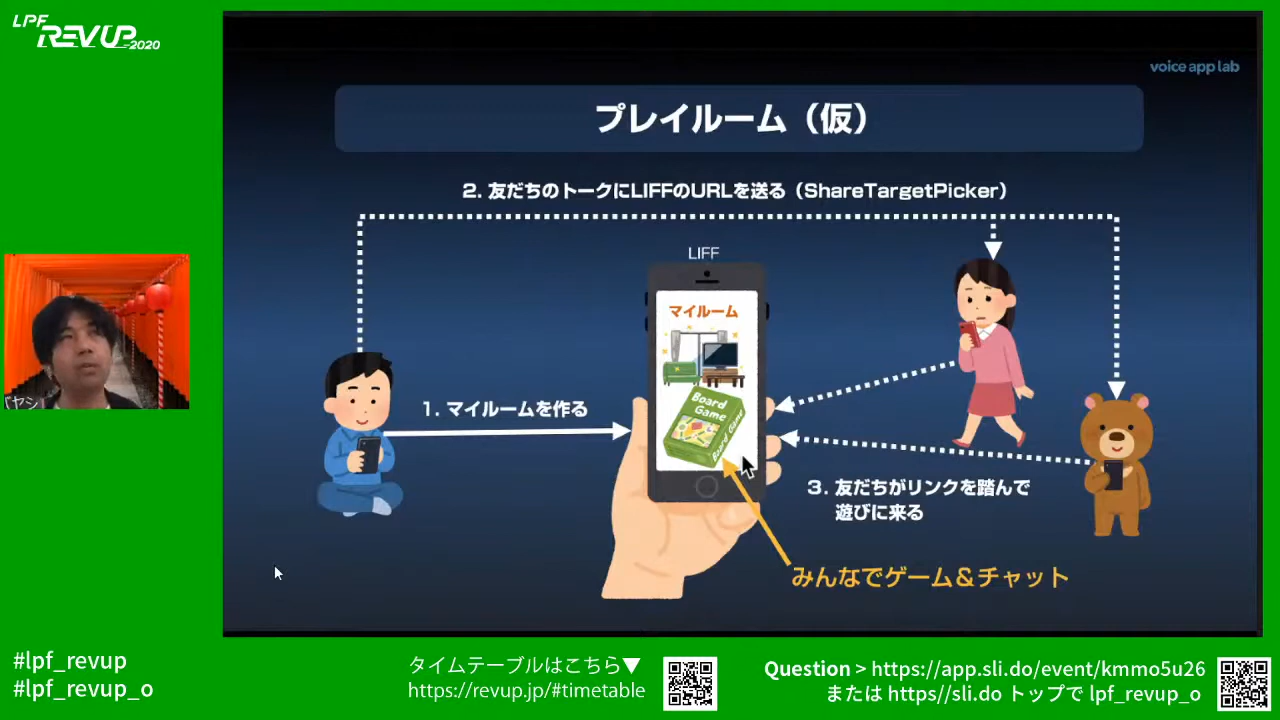 LPF
REVUP 2020
voice app lab
プレイルーム（仮）
2. 友だちのトークにLIFFのURLを送る（ShareTargetPicker）
LIFF
マイルーム
Board
Game
Board Game
1. マイルームを作る
3. 友だちがリンクを踏んで
遊びに来る
みんなでゲーム＆チャット
バヤシ
#lpf_revup
#lpf_revup_o
タイムテーブルはこちら▼
https://revup.jp/#timetable
Question > https://app.sli.do/event/kmmo5u26
または https//sli.do トップで lpf_revup_o